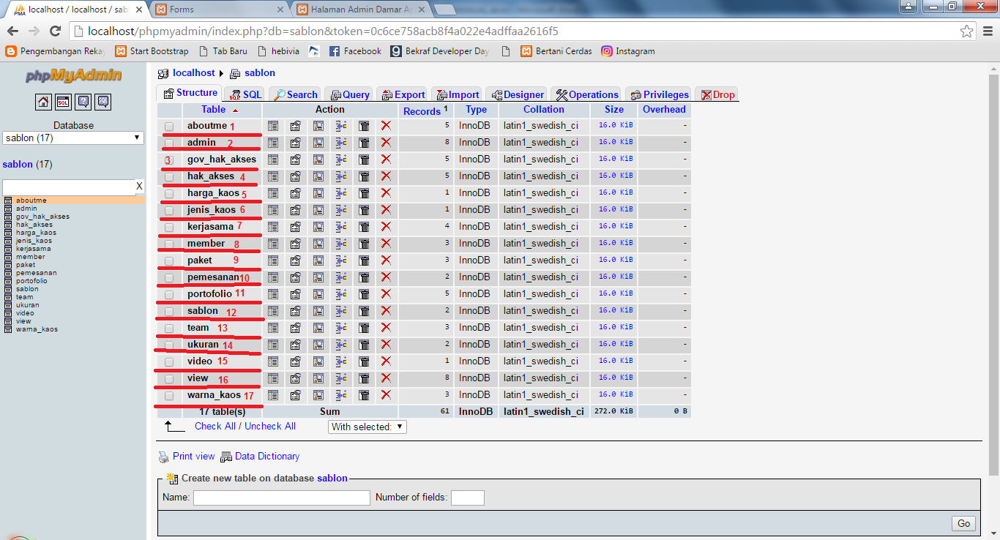 localhost / localhost / sabl
Forms
Halaman Admin Damar Ap
localhost/phpmyadmin/index.php?db=sablon&token=0c6ce758acb8f4a022e4adffaa2616f5
Pengembangan Rekay
Start Bootstrap
Tab Baru
hebivia
Facebook
Bekraf Developer Day
Bertani Cerdas
Instagram
phpMyAdmin
Database
sablon (17)
sablon (17)
X
aboutme
admin
gov_hak_akses
hak_akses
harga_kaos
jenis_kaos
kerjasama
member
paket
pemesanan
portofolio
sablon
team
ukuran
video
view
warna_kaos
localhost sablon
Structure SQL Search Query Export Import Designer Operations Privileges Drop
Table Action Records 1 Type Collation Size Overhead
aboutme 1 5 InnoDB latin1_swedish_ci 16.0 KiB -
admin 2 8 InnoDB latin1_swedish_ci 16.0 KiB -
3 gov_hak_akses 5 InnoDB latin1_swedish_ci 16.0 KiB -
hak_akses 4 5 InnoDB latin1_swedish_ci 16.0 KiB -
harga_kaos 5 1 InnoDB latin1_swedish_ci 16.0 KiB -
jenis_kaos 6 1 InnoDB latin1_swedish_ci 16.0 KiB -
kerjasama 7 4 InnoDB latin1_swedish_ci 16.0 KiB -
member 8 3 InnoDB latin1_swedish_ci 16.0 KiB -
paket 9 3 InnoDB latin1_swedish_ci 16.0 KiB -
pemesanan 10 2 InnoDB latin1_swedish_ci 16.0 KiB -
portofolio 11 5 InnoDB latin1_swedish_ci 16.0 KiB -
sablon 12 2 InnoDB latin1_swedish_ci 16.0 KiB -
team 13 3 InnoDB latin1_swedish_ci 16.0 KiB -
ukuran 14 2 InnoDB latin1_swedish_ci 16.0 KiB -
video 15 1 InnoDB latin1_swedish_ci 16.0 KiB -
view 16 8 InnoDB latin1_swedish_ci 16.0 KiB -
warna_kaos 17 3 InnoDB latin1_swedish_ci 16.0 KiB -
17 table(s) Sum 61 InnoDB latin1_swedish_ci 272.0 KiB 0 B
Check All / Uncheck All With selected:
Print view Data Dictionary
Create new table on database sablon
Name: Number of fields:
Go